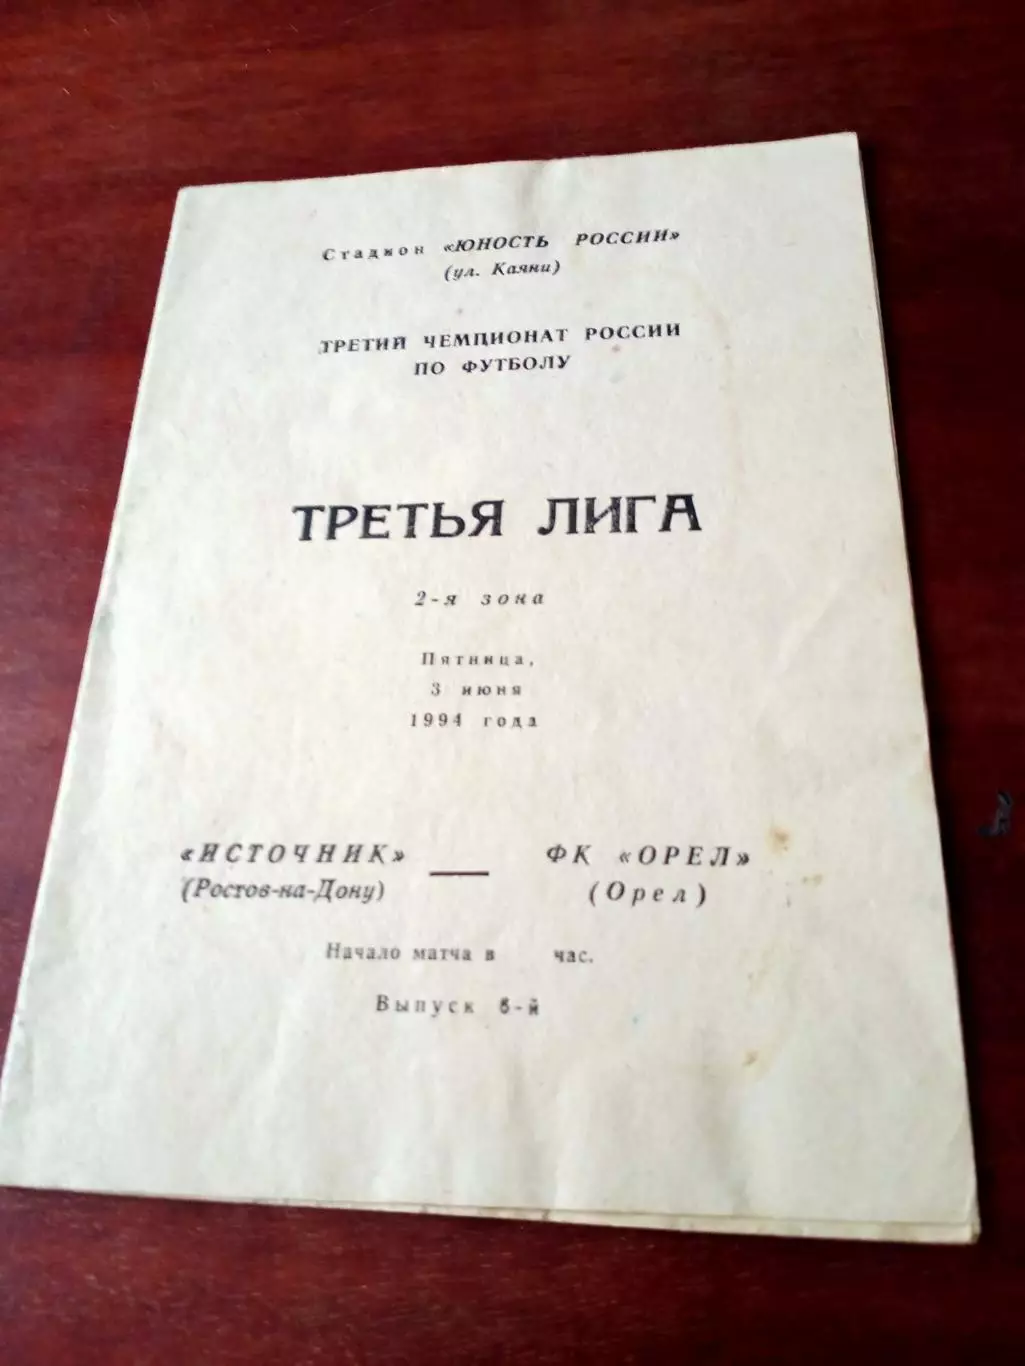 Стадион «ЮНОСТЬ РОССИИ»
(ул. Каяни)
ТРЕТИЙ ЧЕМПИОНАТ РОССИИ
ПО ФУТБОЛУ
ТРЕТЬЯ ЛИГА
2-я зона
Пятница,
3 июня
1994 года
«ИСТОЧНИК» — ФК «ОРЕЛ»
(Ростов-на-Дону) (Орел)
Начало матча в час.
Выпуск